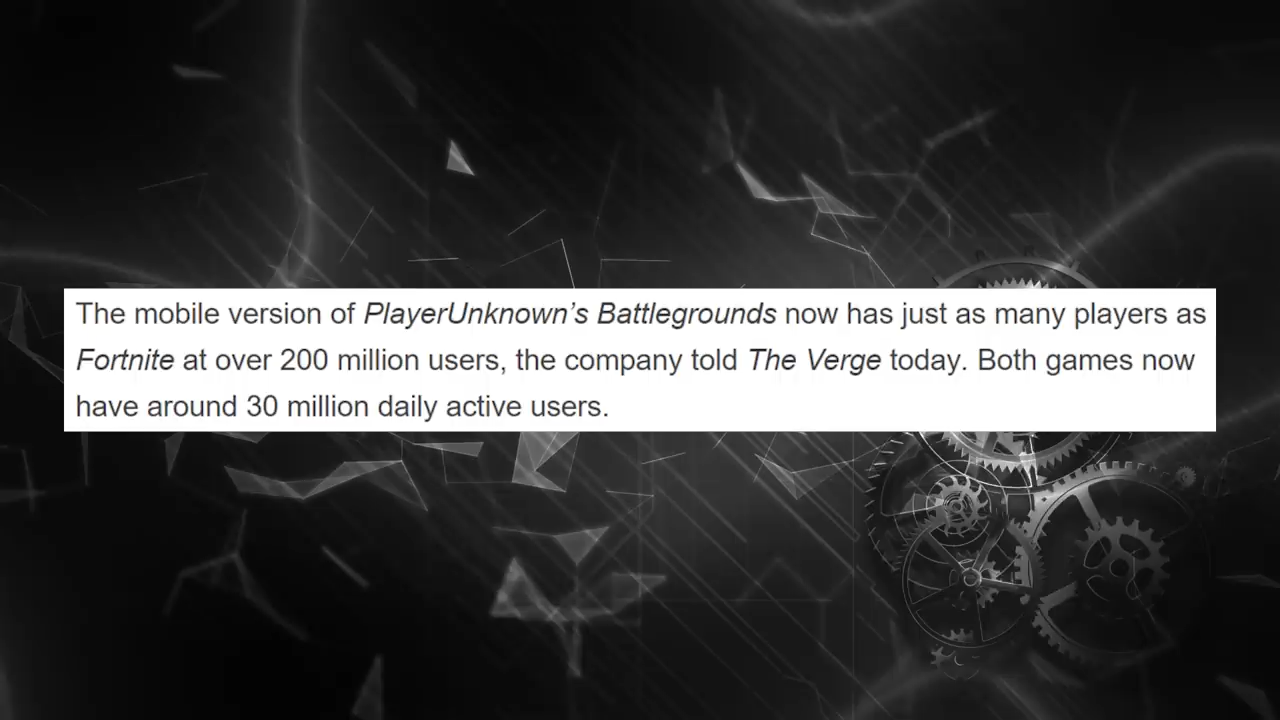 The mobile version of PlayerUnknown’s Battlegrounds now has just as many players as
Fortnite at over 200 million users, the company told The Verge today. Both games now
have around 30 million daily active users.